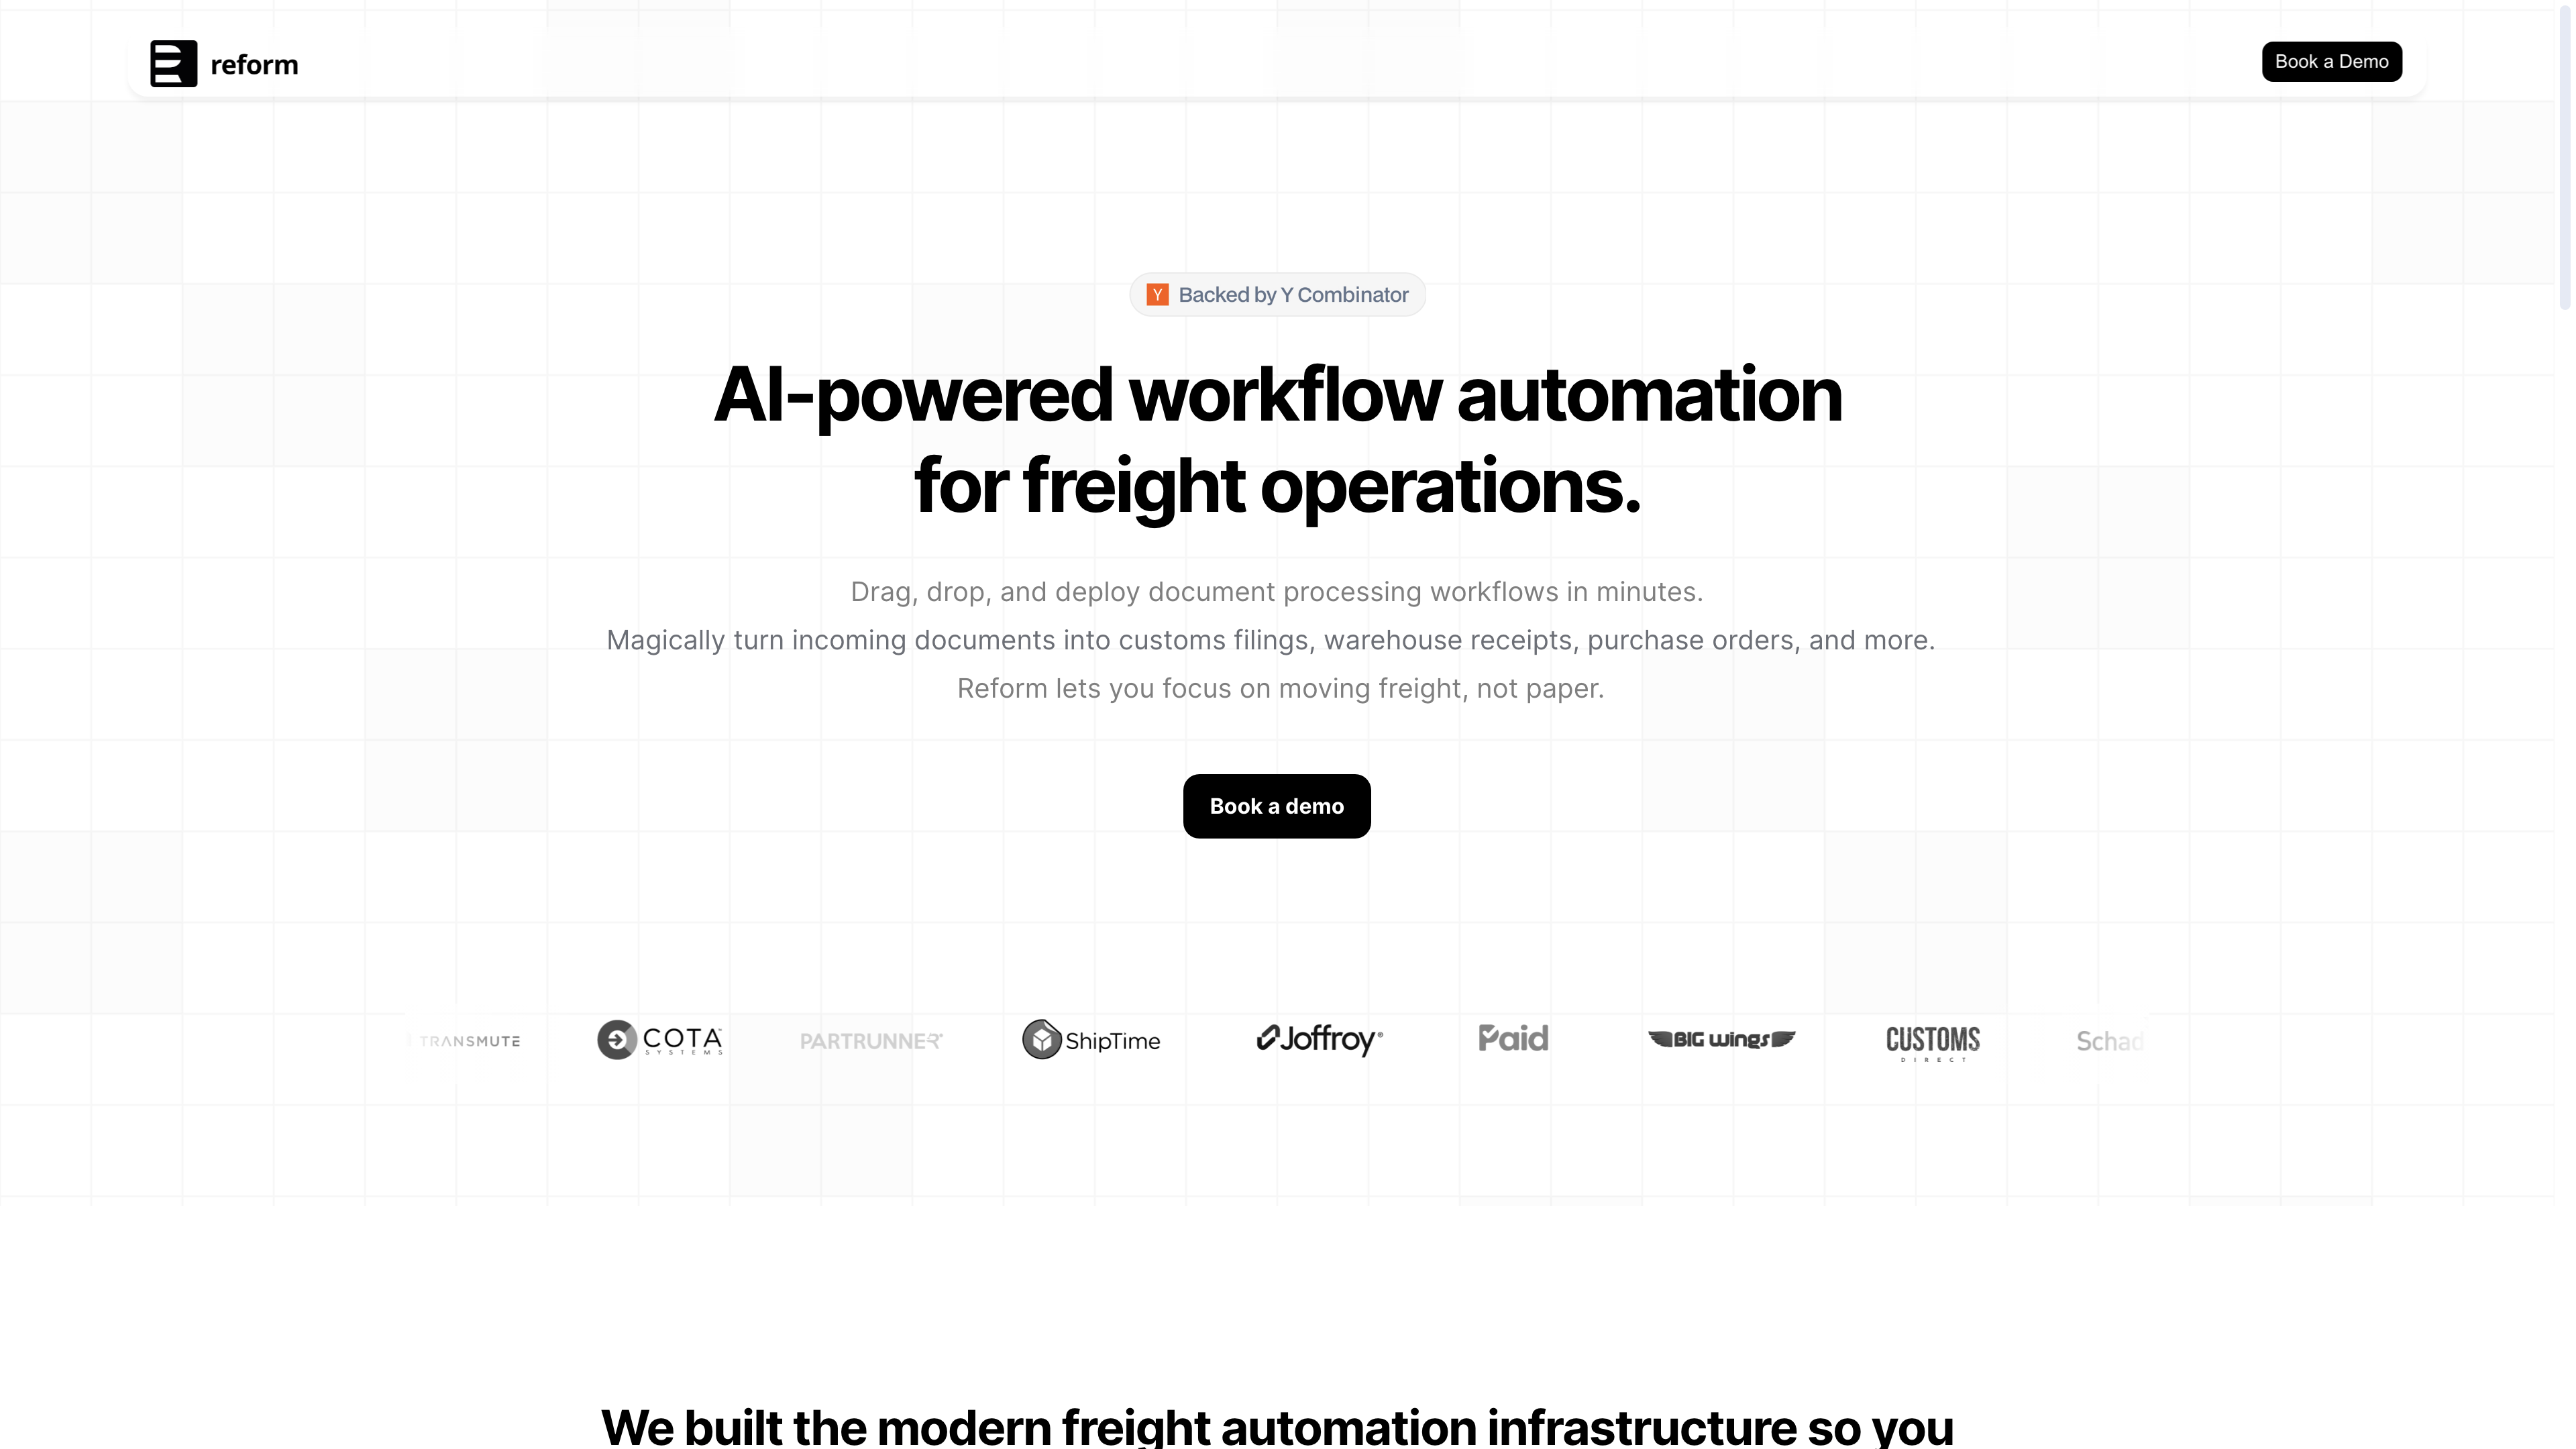 reform
Book a Demo
Y Backed by Y Combinator
AI-powered workflow automation
for freight operations.
Drag, drop, and deploy document processing workflows in minutes.
Magically turn incoming documents into customs filings, warehouse receipts, purchase orders, and more.
Reform lets you focus on moving freight, not paper.
Book a demo
TRANSMUTE
COTA™
SYSTEMS
PARTRUNNER
ShipTime
Joffroy®
Paid
BIG wings
CUSTOMS
DIRECT
Schad
We built the modern freight automation infrastructure so you